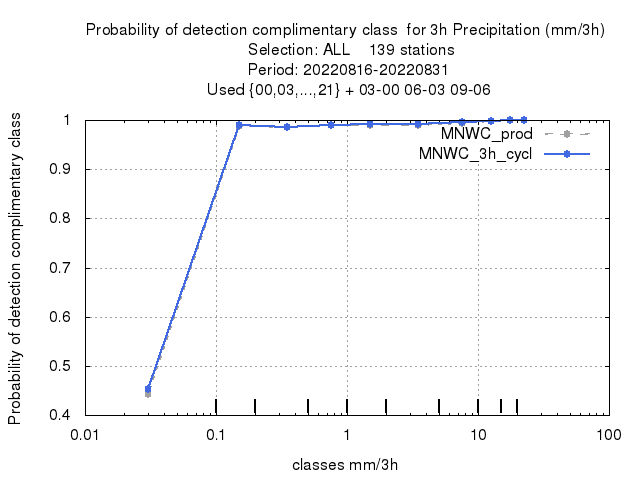 Probability of detection complimentary class  for 3h Precipitation (mm/3h)
Selection: ALL    139 stations
Period: 20220816-20220831
Used {00,03,...,21} + 03-00 06-03 09-06
Probability of detection complimentary class
1
0.9
0.8
0.7
0.6
0.5
0.4
MNWC_prod
MNWC_3h_cycl
0.01
0.1
1
10
100
classes mm/3h